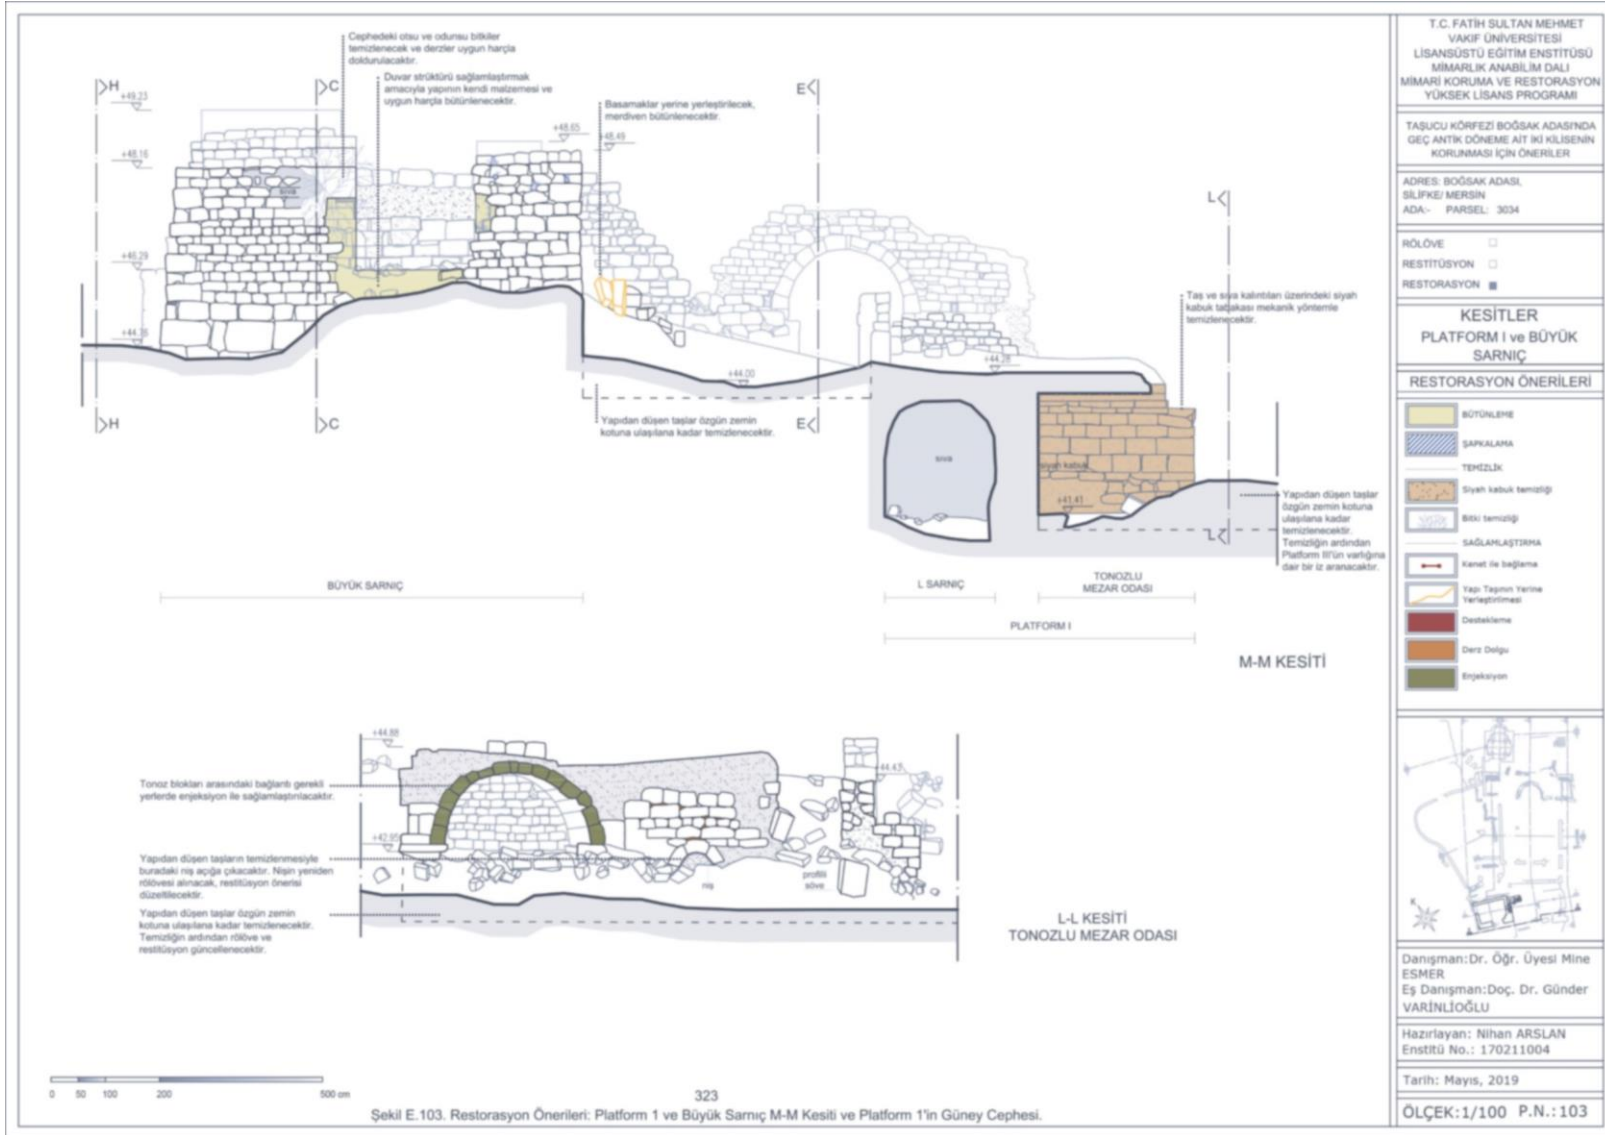 Cephedeki otsu ve odunsu bitkiler
temizlenecek ve derzler uygun harçla
doldurulacaktır.
Duvar strüktürü sağlamlaştırmak
amacıyla yapının kendi malzemesi ve
uygun harçla bütünlenecektir.
Basamaklar yerine yerleştirilecek,
merdiven bütünlenecektir.
H
C
E
L
+49.23
+48.16
+46.29
+48.65
+48.49
sıva
Taş ve sıva kalıntıları üzerindeki siyah
kabuk tabakası mekanik yöntemle
temizlenecektir.
+44.00
+44.28
H
C
E
L
Yapıdan düşen taşlar özgün zemin
kotuna ulaşılana kadar temizlenecektir.
sıva
siyah kabuk
+41.41
Yapıdan düşen taşlar
özgün zemin kotuna
ulaşılana kadar
temizlenecektir.
Temizliğin ardından
Platform III'ün varlığına
dair bir iz aranacaktır.
BÜYÜK SARNIÇ
L SARNIÇ
TONOZLU
MEZAR ODASI
PLATFORM I
M-M KESİTİ
+44.88
+44.43
+42.95
Tonoz blokları arasındaki bağlantı gerekli
yerlerde enjeksiyon ile sağlamlaştırılacaktır.
Yapıdan düşen taşların temizlenmesiyle
buradaki niş açığa çıkacaktır. Nişin yeniden
rölövesi alınacak, restitüsyon önerisi
düzeltilecektir.
Yapıdan düşen taşlar özgün zemin
kotuna ulaşılana kadar temizlenecektir.
Temizliğin ardından rölöve ve
restitüsyon güncellenecektir.
niş
profilli
söve
L-L KESİTİ
TONOZLU MEZAR ODASI
0 50 100 200 500 cm
323
Şekil E.103. Restorasyon Önerileri: Platform 1 ve Büyük Sarnıç M-M Kesiti ve Platform 1'in Güney Cephesi.
T.C. FATİH SULTAN MEHMET
VAKIF ÜNİVERSİTESİ
LİSANSÜSTÜ EĞİTİM ENSTİTÜSÜ
MİMARLIK ANABİLİM DALI
MİMARİ KORUMA VE RESTORASYON
YÜKSEK LİSANS PROGRAMI
TAŞUCU KÖRFEZİ BOĞSAK ADASI'NDA
GEÇ ANTİK DÖNEME AİT İKİ KİLİSENİN
KORUNMASI İÇİN ÖNERİLER
ADRES: BOĞSAK ADASI,
SİLİFKE/ MERSİN
ADA:- PARSEL: 3034
RÖLÖVE
RESTİTÜSYON
RESTORASYON
KESİTLER
PLATFORM I ve BÜYÜK
SARNIÇ
RESTORASYON ÖNERİLERİ
BÜTÜNLEME
ŞAPKALAMA
TEMİZLİK
Siyah kabuk temizliği
Bitki temizliği
SAĞLAMLAŞTIRMA
Kenet ile bağlama
Yapı Taşının Yerine
Yerleştirilmesi
Destekleme
Derz Dolgu
Enjeksiyon
K
Danışman:Dr. Öğr. Üyesi Mine
ESMER
Eş Danışman:Doç. Dr. Günder
VARİNLİOĞLU
Hazırlayan: Nihan ARSLAN
Enstitü No.: 170211004
Tarih: Mayıs, 2019
ÖLÇEK:1/100 P.N.:103